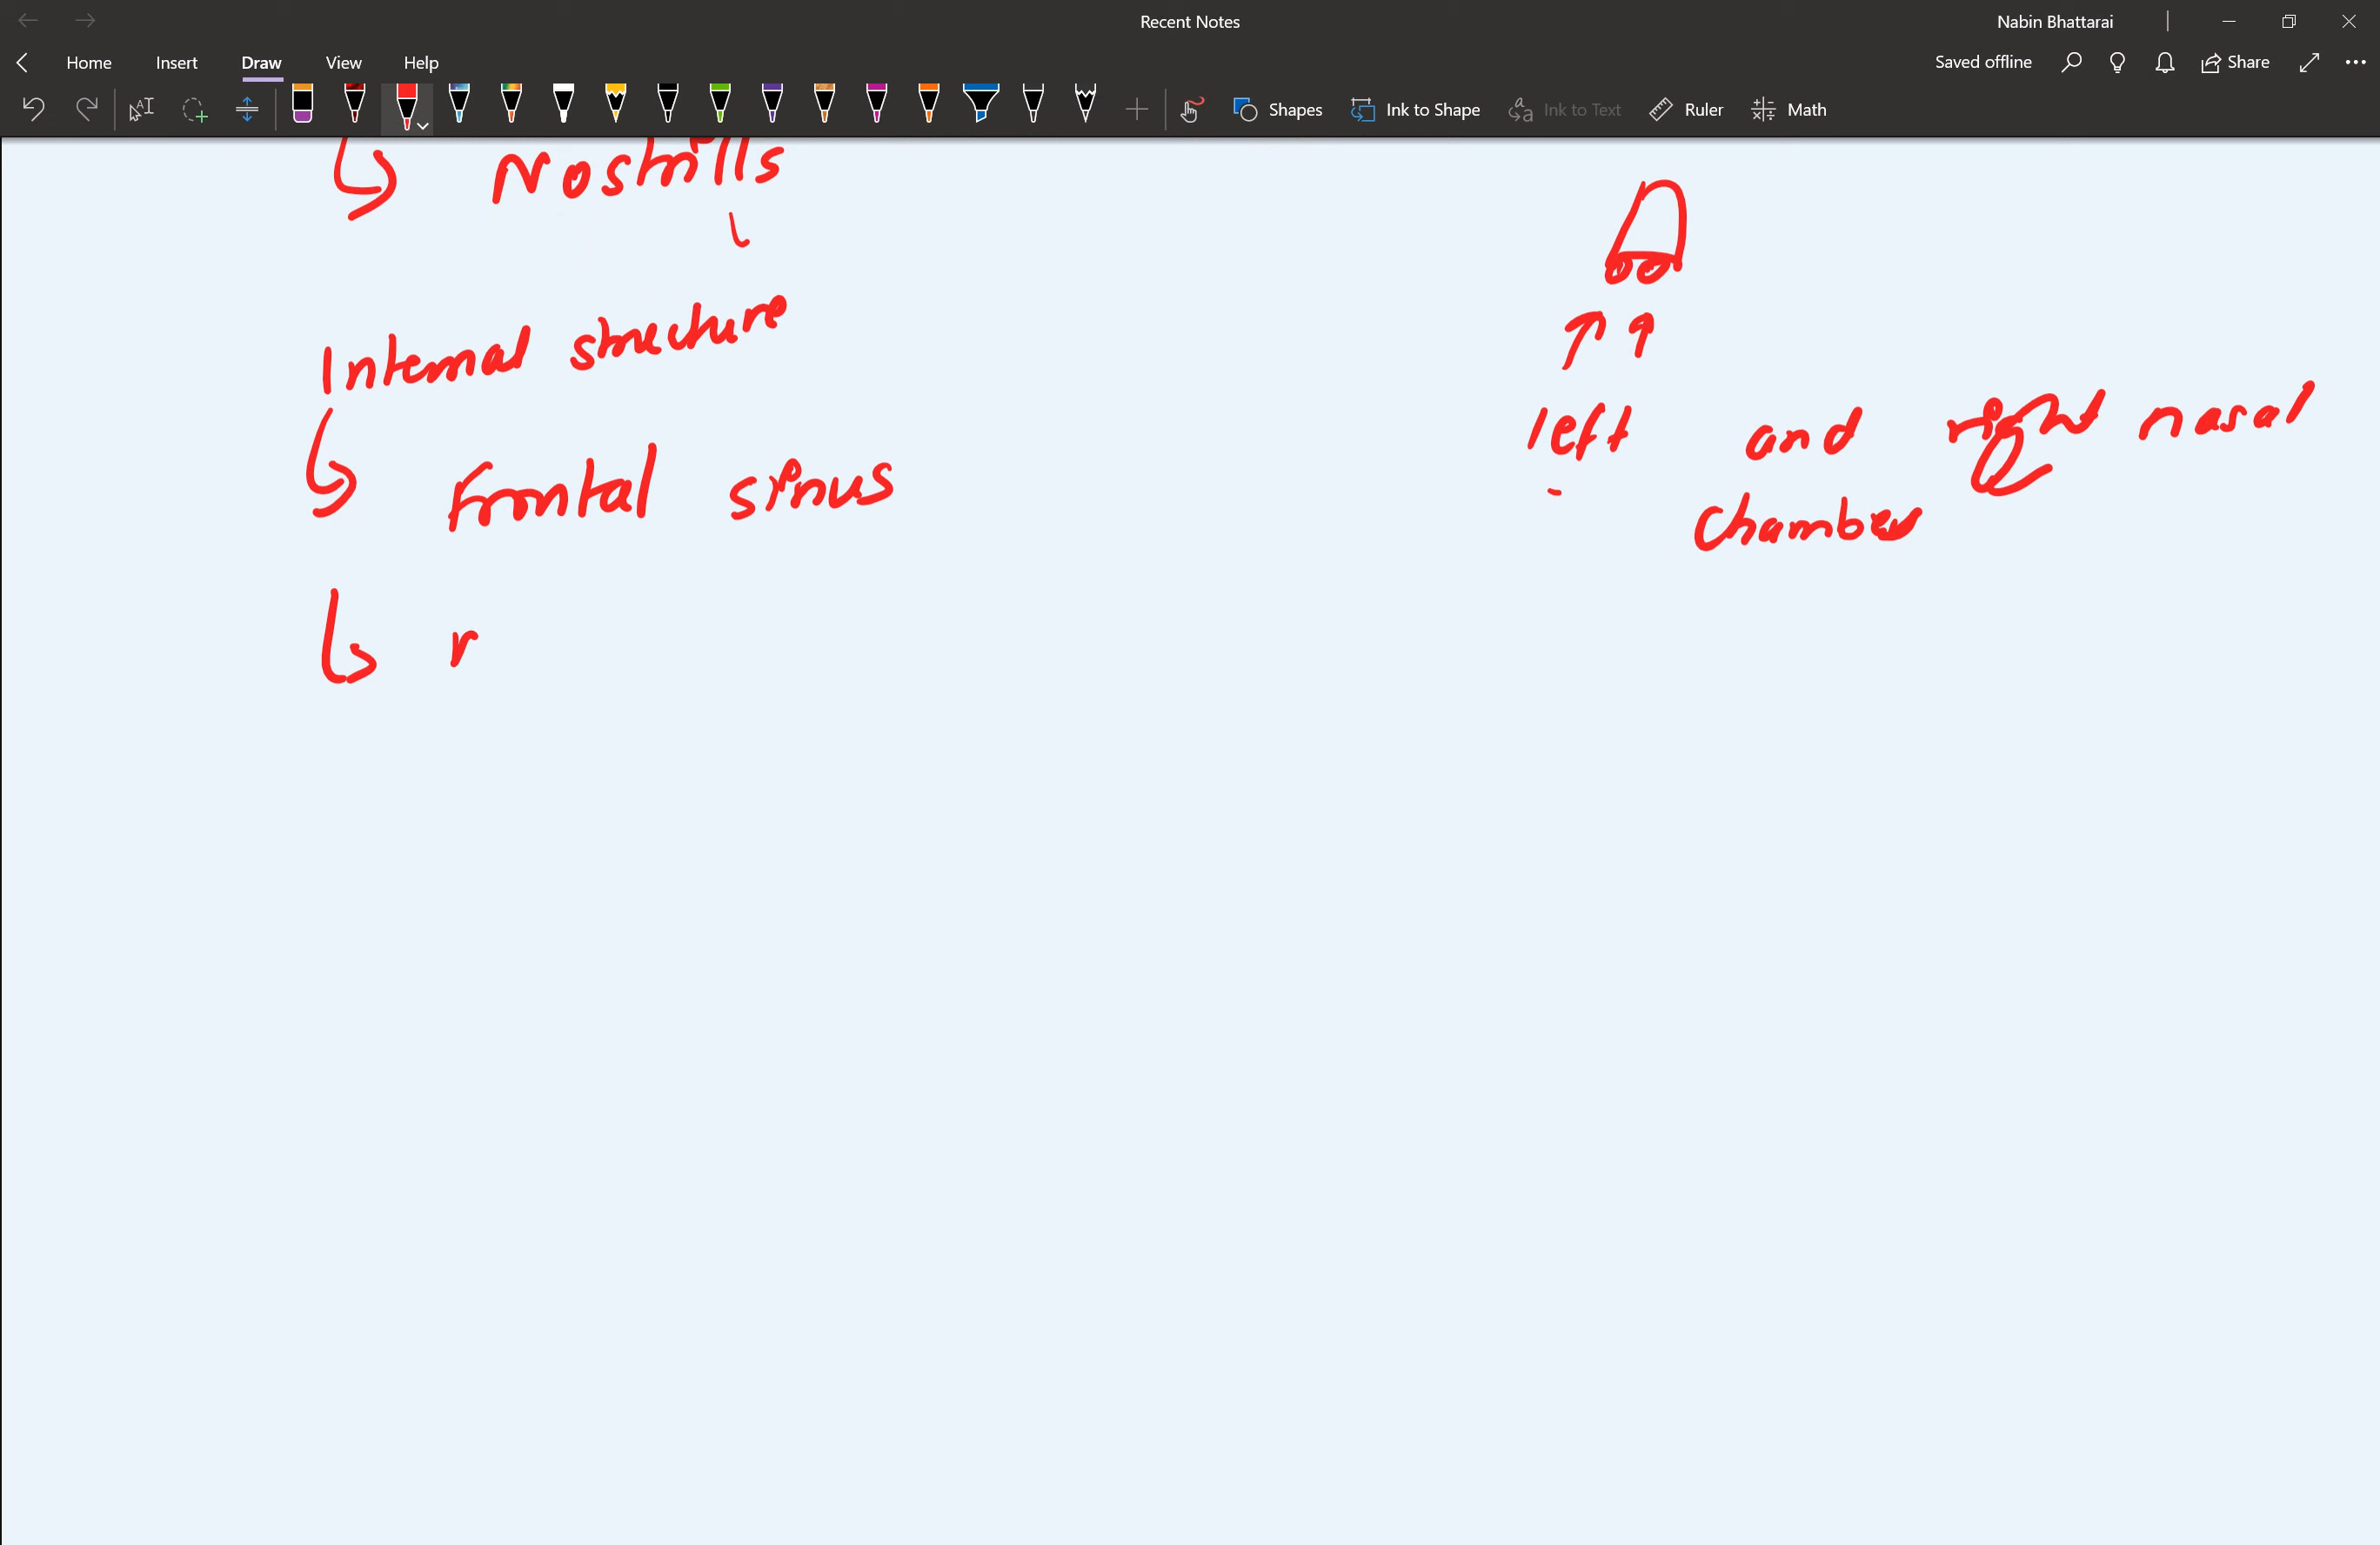 Recent Notes
Nabin Bhattarai
Home Insert Draw View Help
Saved offline
Share
Shapes
Ink to Shape
Ink to Text
Ruler
Math
Nostrills
Internal structure
Frontal sinus
r
left and right nasal
chamber